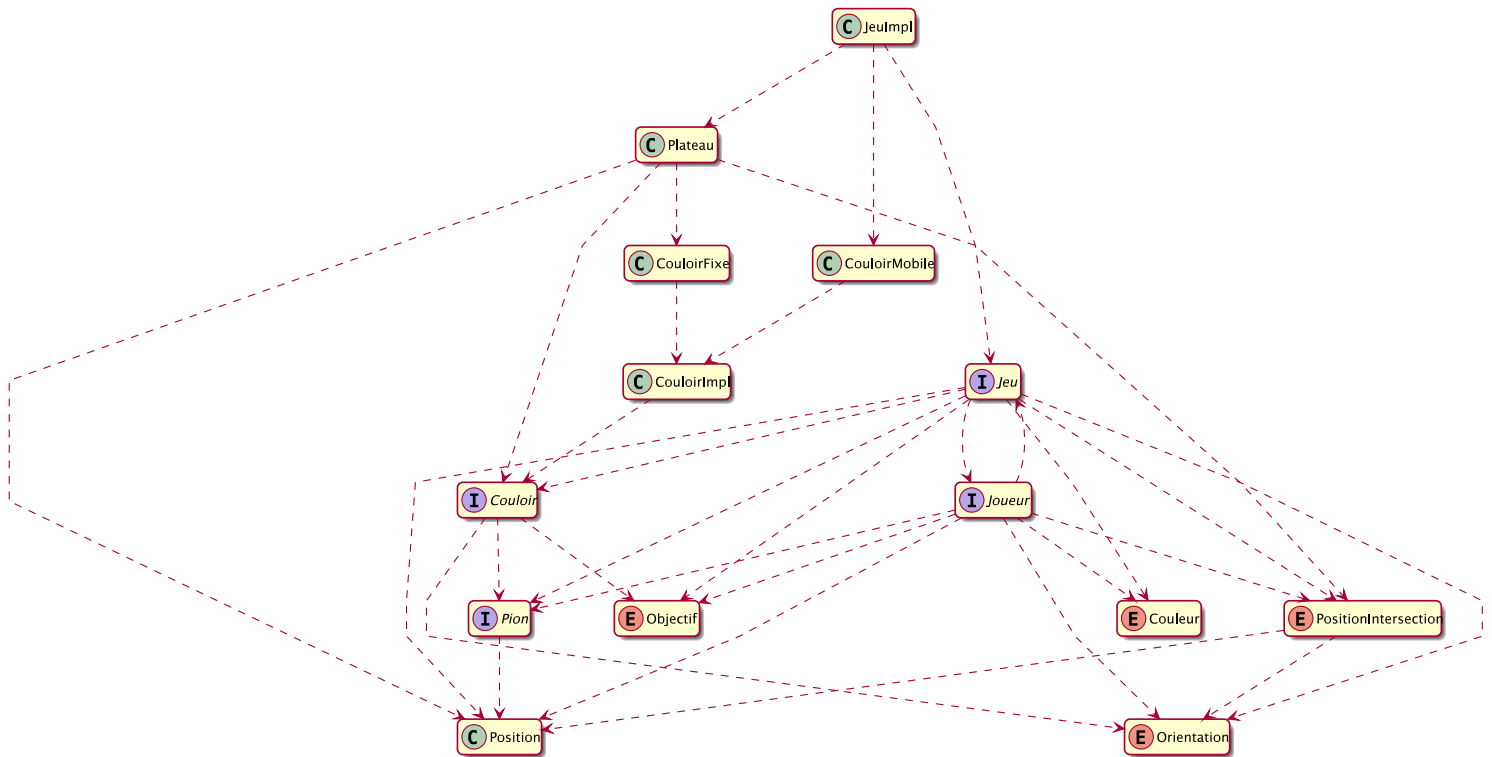 C JeuImpl
C Plateau
C CouloirFixe
C CouloirMobile
C CouloirImpl
I Jeu
I Couloir
I Joueur
I Pion
E Objectif
E Couleur
E PositionIntersection
C Position
E Orientation